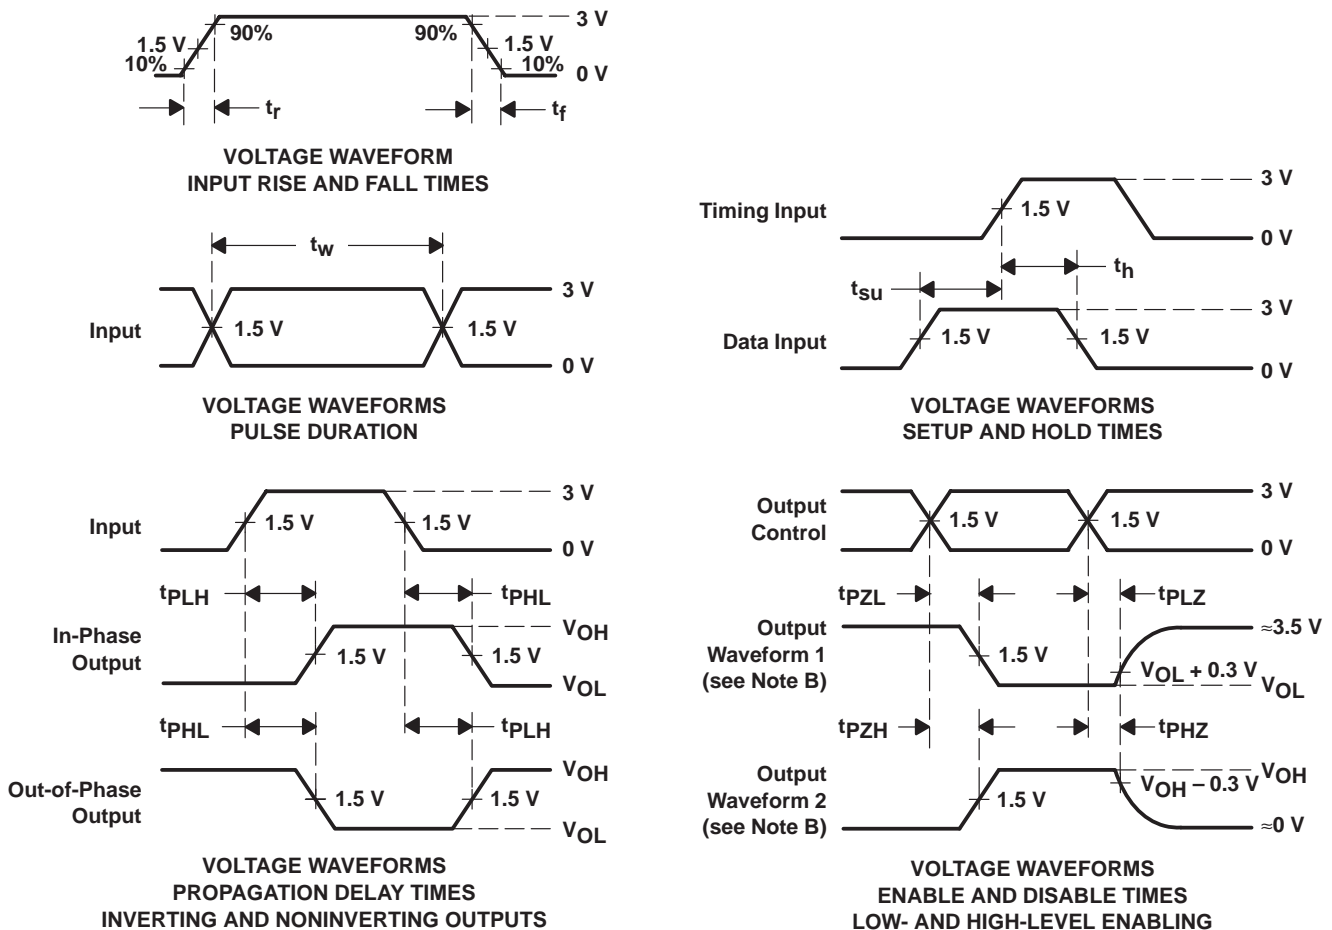 3 V
90% 90%
1.5 V 1.5 V
10% 10%
0 V
tr tf
VOLTAGE WAVEFORM
INPUT RISE AND FALL TIMES
tw
3 V
Input 1.5 V 1.5 V
0 V
VOLTAGE WAVEFORMS
PULSE DURATION
3 V
Timing Input 1.5 V
0 V
th
tsu
3 V
Data Input 1.5 V 1.5 V
0 V
VOLTAGE WAVEFORMS
SETUP AND HOLD TIMES
3 V
Input 1.5 V 1.5 V
0 V
tPLH tPHL
In-Phase
Output
VOH
1.5 V 1.5 V
VOL
tPHL tPLH
Out-of-Phase
Output
VOH
1.5 V 1.5 V
VOL
VOLTAGE WAVEFORMS
PROPAGATION DELAY TIMES
INVERTING AND NONINVERTING OUTPUTS
Output
Control
3 V
1.5 V 1.5 V
0 V
tPZL tPLZ
Output
Waveform 1
(see Note B)
≈3.5 V
1.5 V
VOL + 0.3 V
VOL
tPZH tPHZ
Output
Waveform 2
(see Note B)
VOH
VOH – 0.3 V
1.5 V
≈0 V
VOLTAGE WAVEFORMS
ENABLE AND DISABLE TIMES
LOW- AND HIGH-LEVEL ENABLING